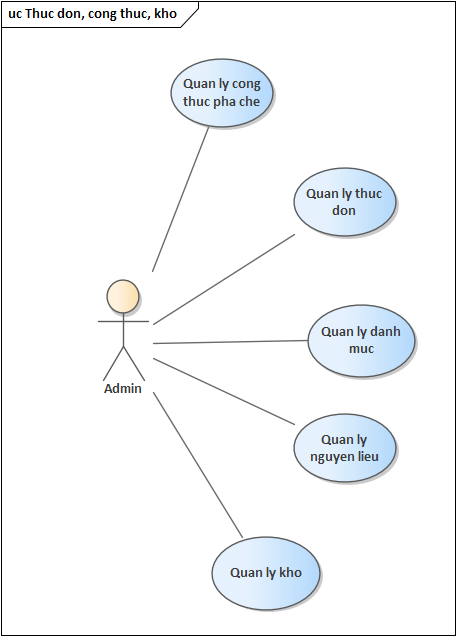 uc Thuc don, cong thuc, kho
Quan ly cong
thuc pha che
Quan ly thuc
don
Quan ly danh
muc
Admin
Quan ly
nguyen lieu
Quan ly kho